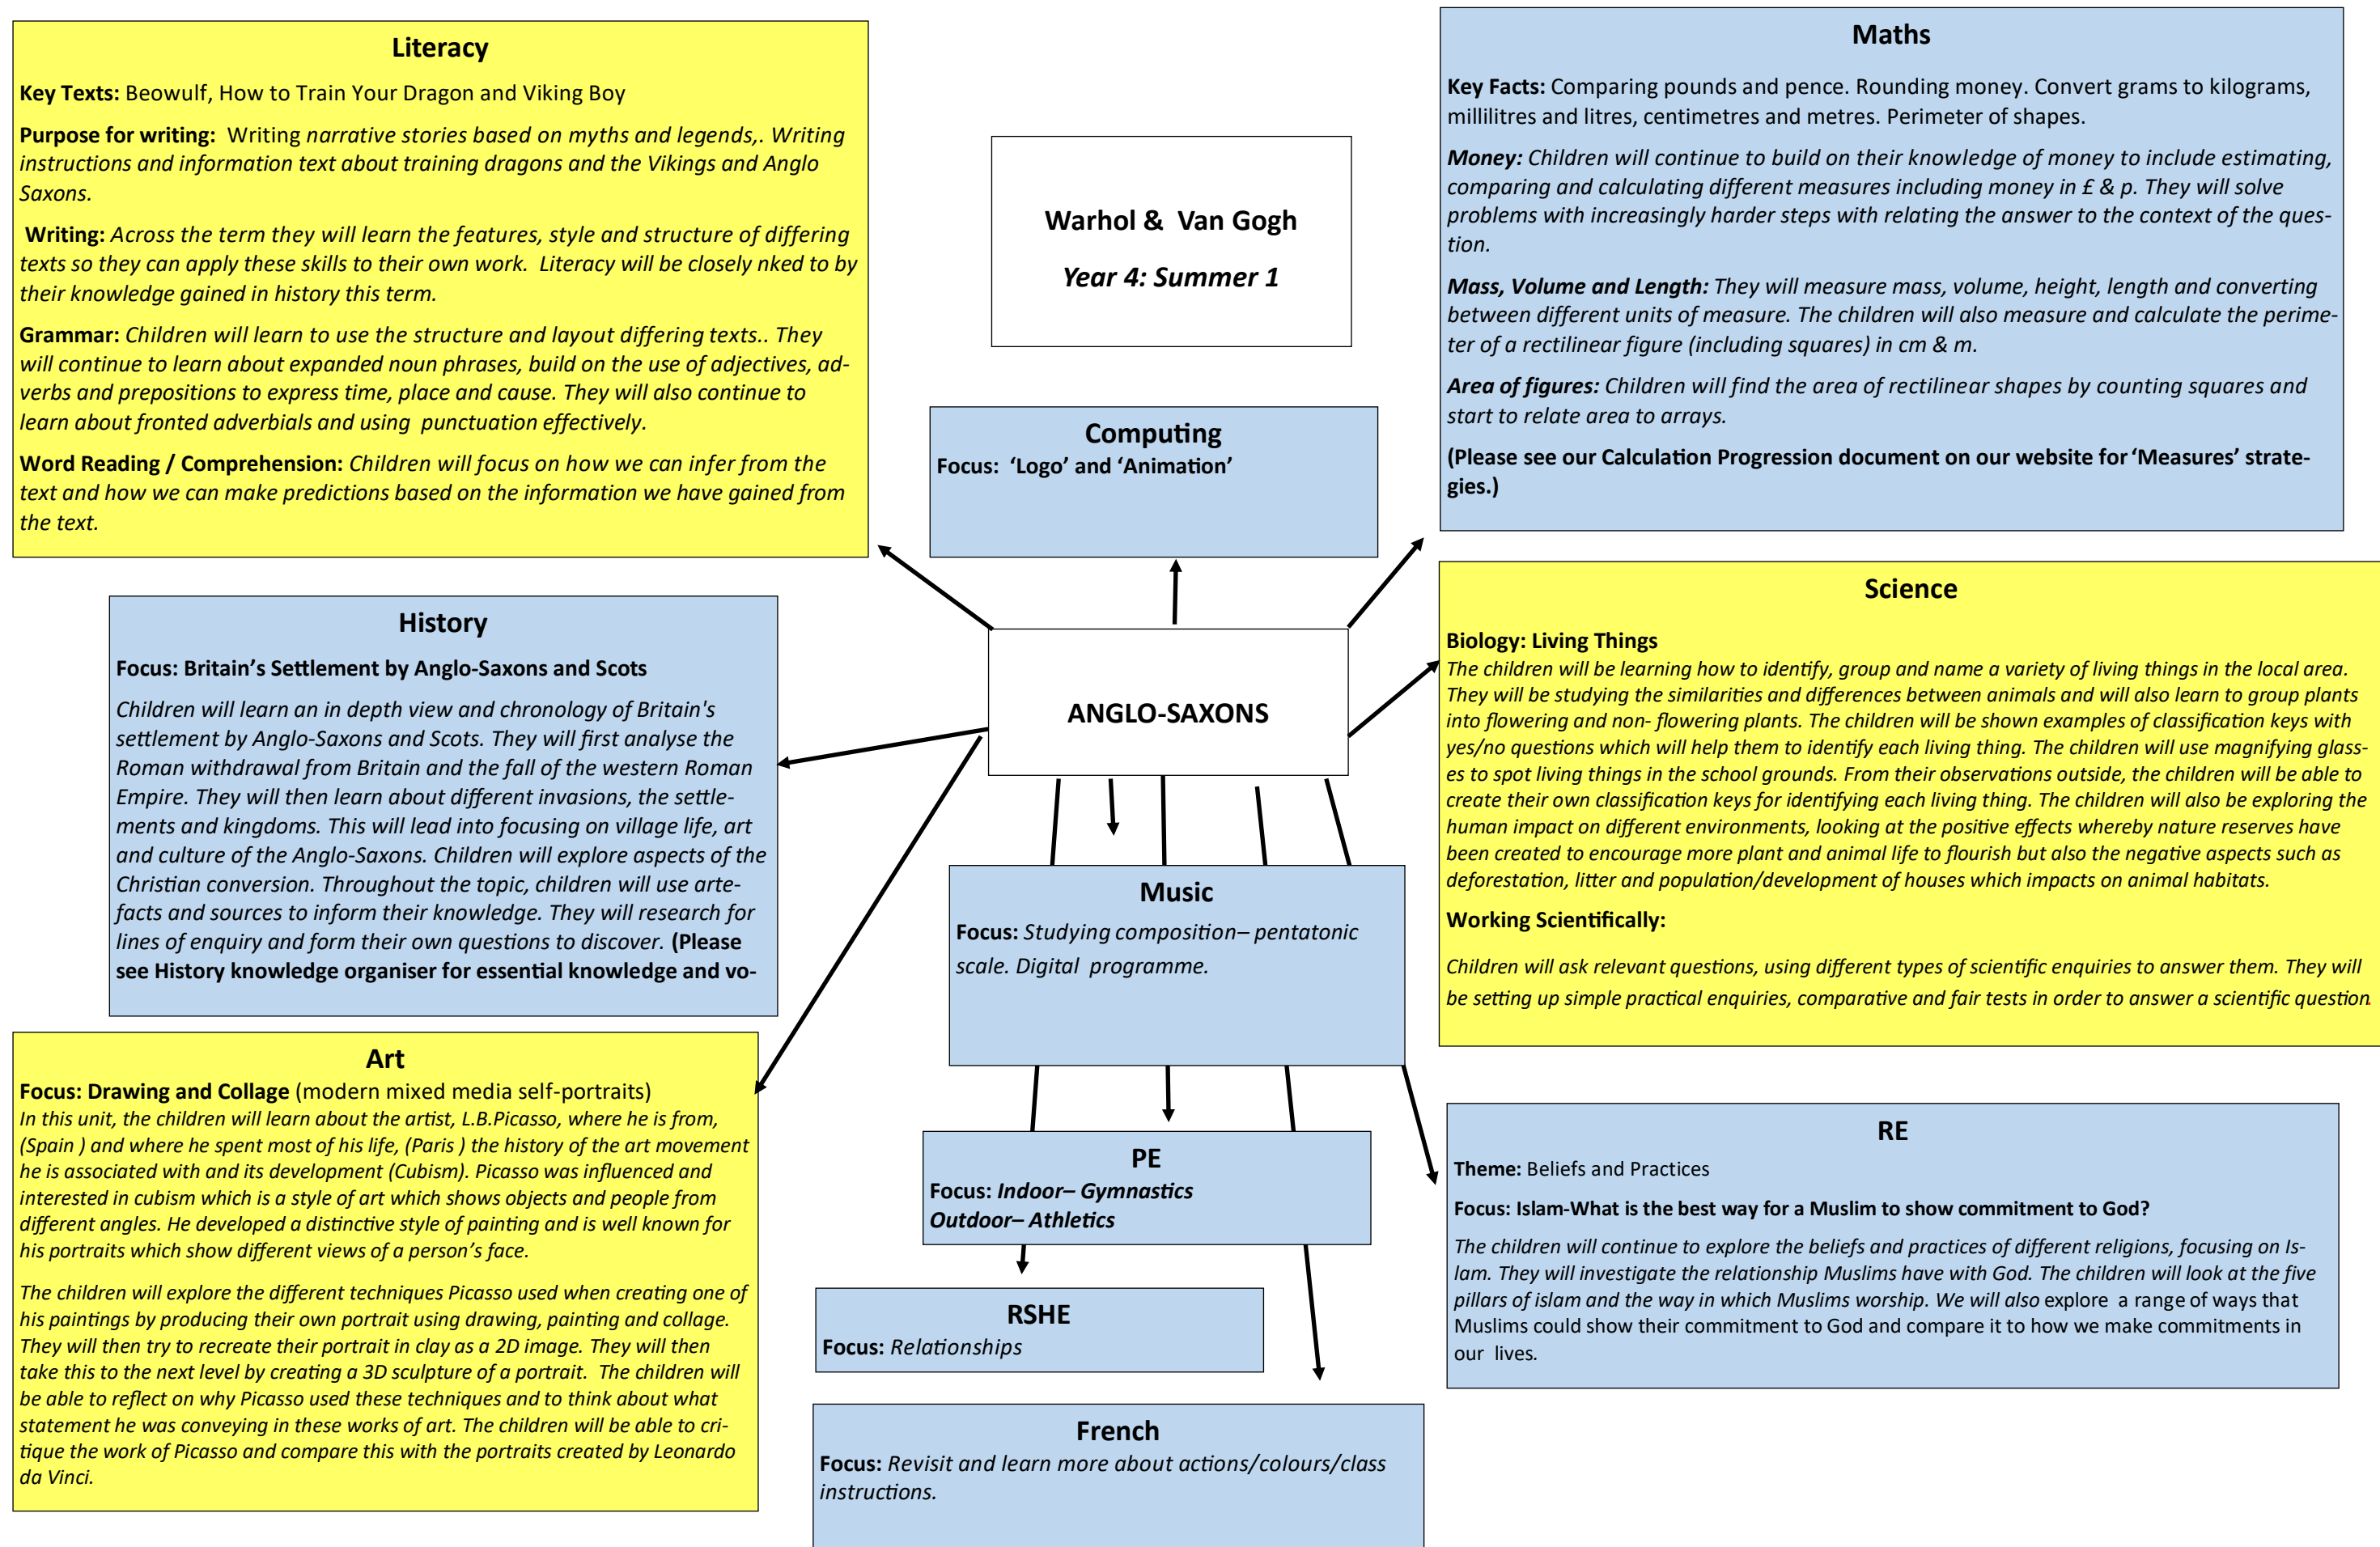 Literacy
Key Texts: Beowulf, How to Train Your Dragon and Viking Boy
Purpose for writing:  Writing narrative stories based on myths and legends,. Writing
instructions and information text about training dragons and the Vikings and Anglo
Saxons.
Writing: Across the term they will learn the features, style and structure of differing
texts so they can apply these skills to their own work.  Literacy will be closely nked to by
their knowledge gained in history this term.
Grammar: Children will learn to use the structure and layout differing texts.. They
will continue to learn about expanded noun phrases, build on the use of adjectives, ad-
verbs and prepositions to express time, place and cause. They will also continue to
learn about fronted adverbials and using  punctuation effectively.
Word Reading / Comprehension: Children will focus on how we can infer from the
text and how we can make predictions based on the information we have gained from
the text.
Warhol &  Van Gogh
Year 4: Summer 1
Maths
Key Facts: Comparing pounds and pence. Rounding money. Convert grams to kilograms,
millilitres and litres, centimetres and metres. Perimeter of shapes.
Money: Children will continue to build on their knowledge of money to include estimating,
comparing and calculating different measures including money in £ & p. They will solve
problems with increasingly harder steps with relating the answer to the context of the ques-
tion.
Mass, Volume and Length: They will measure mass, volume, height, length and converting
between different units of measure. The children will also measure and calculate the perime-
ter of a rectilinear figure (including squares) in cm & m.
Area of figures: Children will find the area of rectilinear shapes by counting squares and
start to relate area to arrays.
(Please see our Calculation Progression document on our website for ‘Measures’ strate-
gies.)
Computing
Focus:  ‘Logo’ and ‘Animation’
History
Focus: Britain’s Settlement by Anglo-Saxons and Scots
Children will learn an in depth view and chronology of Britain's
settlement by Anglo-Saxons and Scots. They will first analyse the
Roman withdrawal from Britain and the fall of the western Roman
Empire. They will then learn about different invasions, the settle-
ments and kingdoms. This will lead into focusing on village life, art
and culture of the Anglo-Saxons. Children will explore aspects of the
Christian conversion. Throughout the topic, children will use arte-
facts and sources to inform their knowledge. They will research for
lines of enquiry and form their own questions to discover. (Please
see History knowledge organiser for essential knowledge and vo-
ANGLO-SAXONS
Science
Biology: Living Things
The children will be learning how to identify, group and name a variety of living things in the local area.
They will be studying the similarities and differences between animals and will also learn to group plants
into flowering and non- flowering plants. The children will be shown examples of classification keys with
yes/no questions which will help them to identify each living thing. The children will use magnifying glass-
es to spot living things in the school grounds. From their observations outside, the children will be able to
create their own classification keys for identifying each living thing. The children will also be exploring the
human impact on different environments, looking at the positive effects whereby nature reserves have
been created to encourage more plant and animal life to flourish but also the negative aspects such as
deforestation, litter and population/development of houses which impacts on animal habitats.
Working Scientifically:
Children will ask relevant questions, using different types of scientific enquiries to answer them. They will
be setting up simple practical enquiries, comparative and fair tests in order to answer a scientific question.
Music
Focus: Studying composition– pentatonic
scale. Digital  programme.
Art
Focus: Drawing and Collage (modern mixed media self-portraits)
In this unit, the children will learn about the artist, L.B.Picasso, where he is from,
(Spain ) and where he spent most of his life, (Paris ) the history of the art movement
he is associated with and its development (Cubism). Picasso was influenced and
interested in cubism which is a style of art which shows objects and people from
different angles. He developed a distinctive style of painting and is well known for
his portraits which show different views of a person’s face.
The children will explore the different techniques Picasso used when creating one of
his paintings by producing their own portrait using drawing, painting and collage.
They will then try to recreate their portrait in clay as a 2D image. They will then
take this to the next level by creating a 3D sculpture of a portrait.  The children will
be able to reflect on why Picasso used these techniques and to think about what
statement he was conveying in these works of art. The children will be able to cri-
tique the work of Picasso and compare this with the portraits created by Leonardo
da Vinci.
PE
Focus: Indoor– Gymnastics
Outdoor– Athletics
RSHE
Focus: Relationships
French
Focus: Revisit and learn more about actions/colours/class
instructions.
RE
Theme: Beliefs and Practices
Focus: Islam-What is the best way for a Muslim to show commitment to God?
The children will continue to explore the beliefs and practices of different religions, focusing on Is-
lam. They will investigate the relationship Muslims have with God. The children will look at the five
pillars of islam and the way in which Muslims worship. We will also explore  a range of ways that
Muslims could show their commitment to God and compare it to how we make commitments in
our  lives.